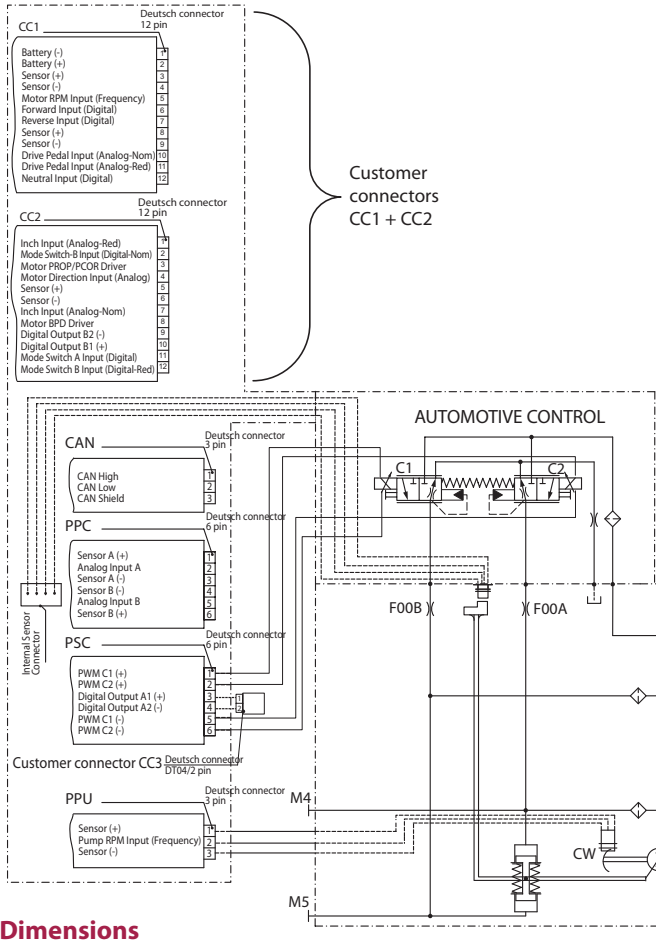 Deutsch connector
12 pin
CC1
Battery (-)
Battery (+)
Sensor (+)
Sensor (-)
Motor RPM Input (Frequency)
Forward Input (Digital)
Reverse Input (Digital)
Sensor (+)
Sensor (-)
Drive Pedal Input (Analog-Nom)
Drive Pedal Input (Analog-Red)
Neutral Input (Digital)
1
2
3
4
5
6
7
8
9
10
11
12
Customer
connectors
CC1 + CC2
Deutsch connector
12 pin
CC2
Inch Input (Analog-Red)
Mode Switch-B Input (Digital-Nom)
Motor PROP/PCOR Driver
Motor Direction Input (Analog)
Sensor (+)
Sensor (-)
Inch Input (Analog-Nom)
Motor BPD Driver
Digital Output B2 (-)
Digital Output B1 (+)
Mode Switch A Input (Digital)
Mode Switch B Input (Digital-Red)
1
2
3
4
5
6
7
8
9
10
11
12
AUTOMOTIVE CONTROL
C1
C2
F00B
F00A
CAN
Deutsch connector
3 pin
CAN High
CAN Low
CAN Shield
1
2
3
PPC
Deutsch connector
6 pin
Sensor A (+)
Analog Input A
Sensor A (-)
Sensor B (-)
Analog Input B
Sensor B (+)
1
2
3
4
5
6
Internal Sensor
Connector
PSC
Deutsch connector
6 pin
PWM C1 (+)
PWM C2 (+)
Digital Output A1 (+)
Digital Output A2 (-)
PWM C1 (-)
PWM C2 (-)
1
2
3
4
5
6
1
2
Customer connector CC3
Deutsch connector
DT04/2 pin
PPU
Deutsch connector
3 pin
Sensor (+)
Pump RPM Input (Frequency)
Sensor (-)
1
2
3
M4
CW
M5
Dimensions